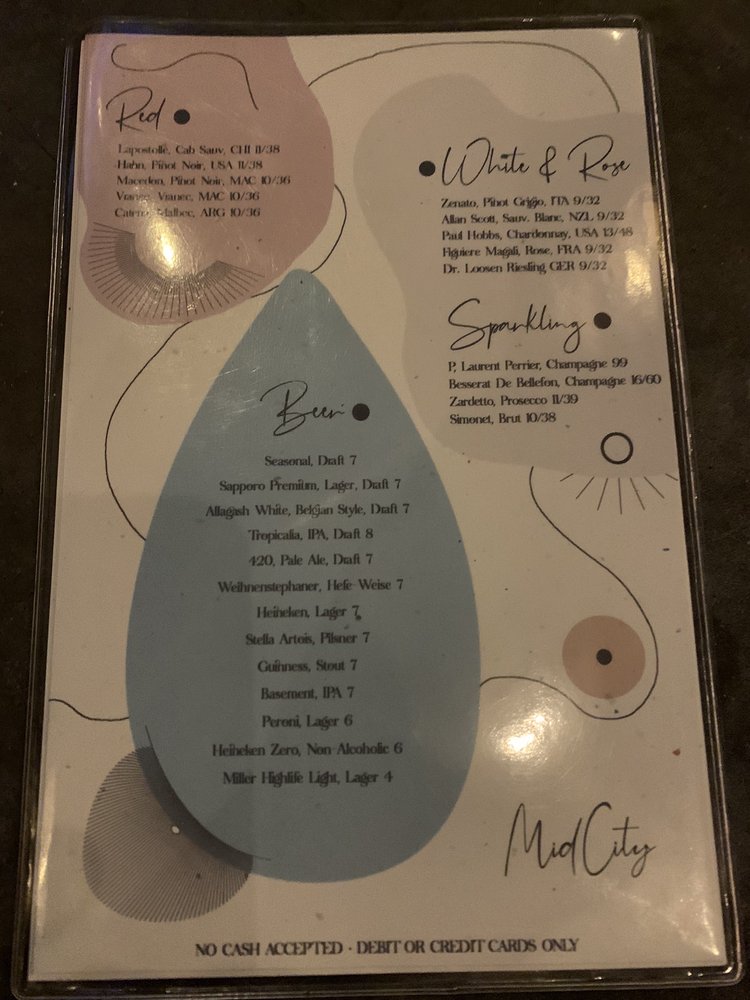 Red
Lapostolle, Cab Sauv, CHI 11/38
Hahn, Pinot Noir, USA 11/38
Macedon, Pinot Noir, MAC 10/36
Vranec, Vranec, MAC 10/36
Catena, Malbec, ARG 10/36
White & Rose
Zenato, Pinot Grigio, ITA 9/32
Allan Scott, Sauv. Blanc, NZL 9/32
Paul Hobbs, Chardonnay, USA 13/48
Figuiere Magali, Rose, FRA 9/32
Dr. Loosen Riesling GER 9/32
Sparkling
P, Laurent Perrier, Champagne 99
Besserat De Bellefon, Champagne 16/60
Zardetto, Prosecco 11/39
Simonet, Brut 10/38
Beer
Seasonal, Draft 7
Sapporo Premium, Lager, Draft 7
Allagash White, Belgian Style, Draft 7
Tropicalia, IPA, Draft 8
420, Pale Ale, Draft 7
Weihnenstephaner, Hefe-Weise 7
Heineken, Lager 7
Stella Artois, Pilsner 7
Guinness, Stout 7
Basement, IPA 7
Peroni, Lager 6
Heineken Zero, Non-Alcoholic 6
Miller Highlife Light, Lager 4
MidCity
NO CASH ACCEPTED · DEBIT OR CREDIT CARDS ONLY